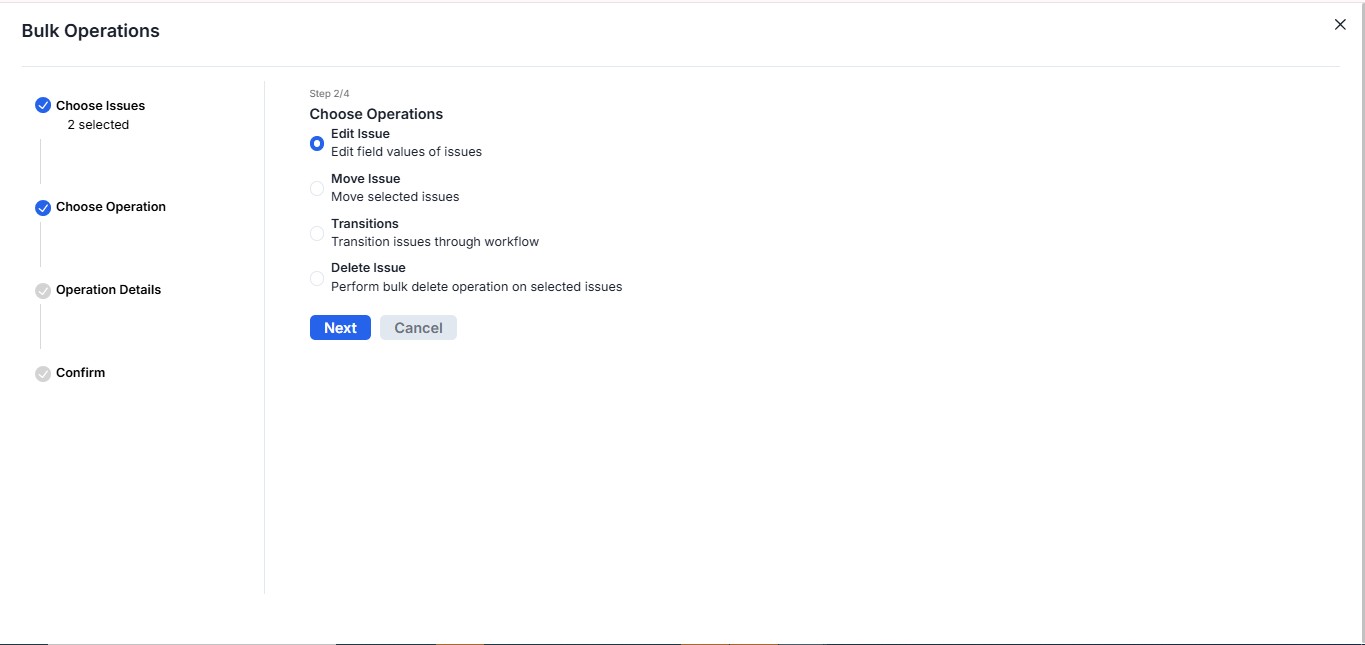 Bulk Operations
Choose Issues
2 selected
Choose Operation
Operation Details
Confirm
Step 2/4
Choose Operations
Edit Issue
Edit field values of issues
Move Issue
Move selected issues
Transitions
Transition issues through workflow
Delete Issue
Perform bulk delete operation on selected issues
Next
Cancel